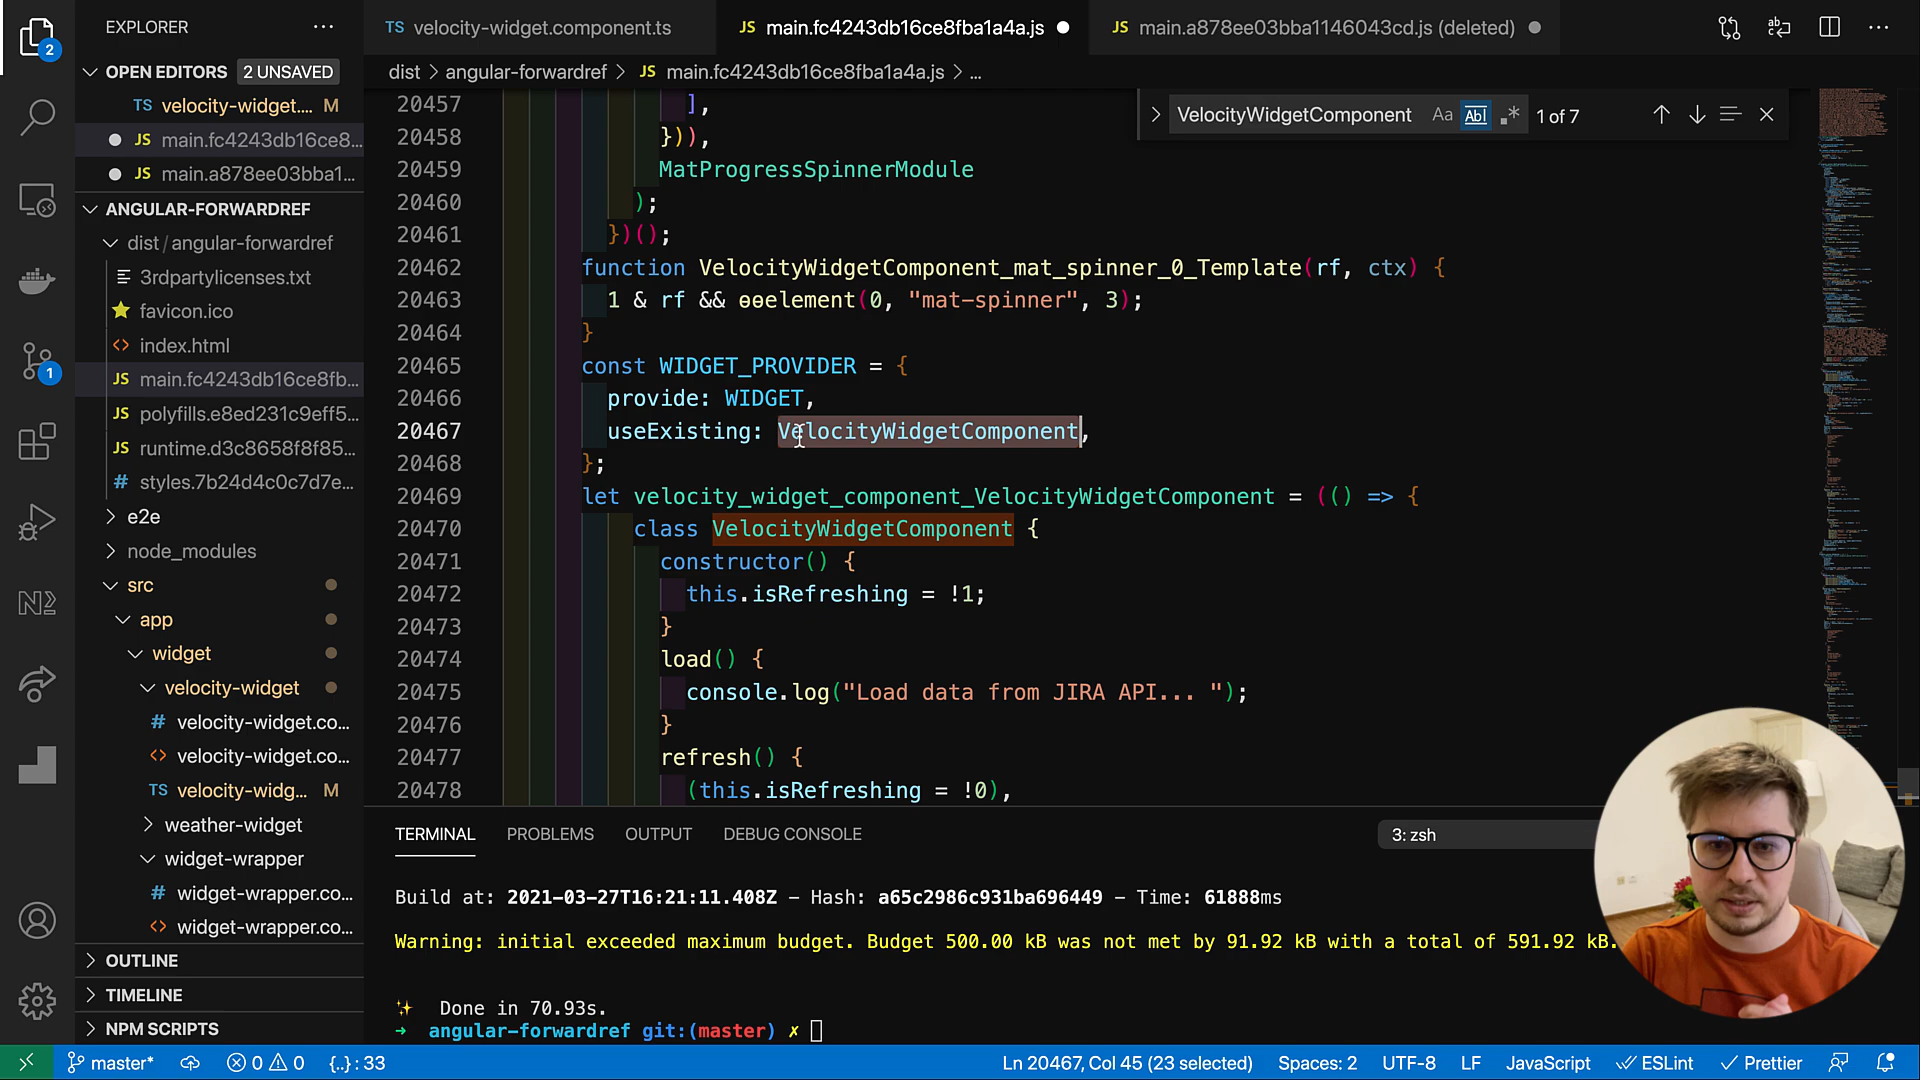 EXPLORER
OPEN EDITORS 2 UNSAVED
TS velocity-widget.... M
JS main.fc4243db16ce8...
JS main.a878ee03bba1...
ANGULAR-FORWARDREF
dist / angular-forwardref
3rdpartylicenses.txt
favicon.ico
index.html
JS main.fc4243db16ce8fb...
JS polyfills.e8ed231c9eff5...
JS runtime.d3c8658f8f85...
# styles.7b24d4c0c7d7e...
e2e
node_modules
src
app
widget
velocity-widget
# velocity-widget.co...
<> velocity-widget.co...
TS velocity-widg... M
weather-widget
widget-wrapper
# widget-wrapper.co...
<> widget-wrapper.co...
OUTLINE
TIMELINE
NPM SCRIPTS
2
1
TS velocity-widget.component.ts
JS main.fc4243db16ce8fba1a4a.js
JS main.a878ee03bba1146043cd.js (deleted)
dist > angular-forwardref > JS main.fc4243db16ce8fba1a4a.js > ...
VelocityWidgetComponent Aa Abl .* 1 of 7
20457 ],
20458 })),
20459 MatProgressSpinnerModule
20460 );
20461 })();
20462 function VelocityWidgetComponent_mat_spinner_0_Template(rf, ctx) {
20463 1 & rf && ɵɵelement(0, "mat-spinner", 3);
20464 }
20465 const WIDGET_PROVIDER = {
20466 provide: WIDGET,
20467 useExisting: VelocityWidgetComponent,
20468 };
20469 let velocity_widget_component_VelocityWidgetComponent = (() => {
20470 class VelocityWidgetComponent {
20471 constructor() {
20472 this.isRefreshing = !1;
20473 }
20474 load() {
20475 console.log("Load data from JIRA API... ");
20476 }
20477 refresh() {
20478 (this.isRefreshing = !0),
TERMINAL PROBLEMS OUTPUT DEBUG CONSOLE 3: zsh
Build at: 2021-03-27T16:21:11.408Z - Hash: a65c2986c931ba696449 - Time: 61888ms
Warning: initial exceeded maximum budget. Budget 500.00 kB was not met by 91.92 kB with a total of 591.92 kB.
✨ Done in 70.93s.
➜ angular-forwardref git:(master) ✗
master* 0 0 {..}: 33 Ln 20467, Col 45 (23 selected) Spaces: 2 UTF-8 LF JavaScript ESLint Prettier